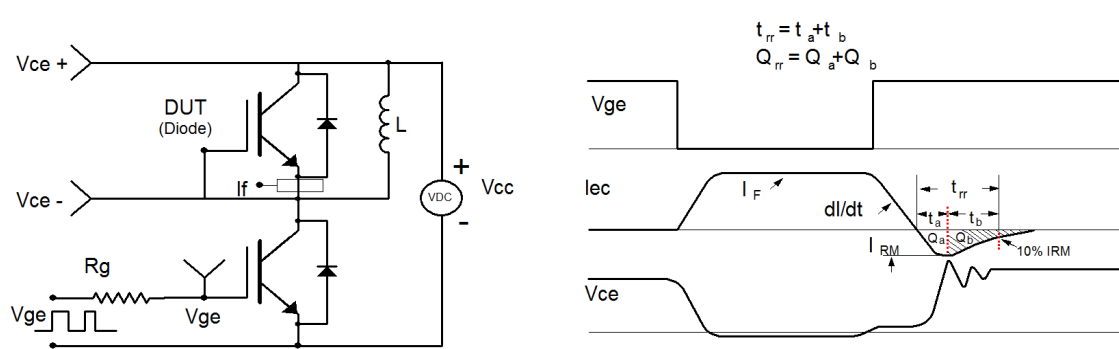 Vce +
DUT
(Diode)
L
If
Vce -
+
VDC
-
Vcc
Rg
Vge
Vge
t rr = t a+t b
Q rr = Q a+Q b
Vge
Iec
I F
dI/dt
t rr
t a
t b
Q a
Q b
I RM
10% IRM
Vce